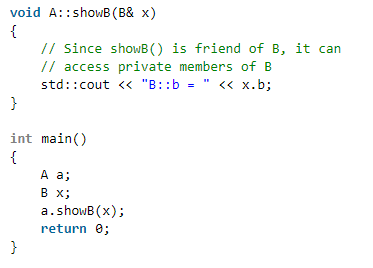 void A::showB(B& x)
{
    // Since showB() is friend of B, it can
    // access private members of B
    std::cout << "B::b = " << x.b;
}

int main()
{
    A a;
    B x;
    a.showB(x);
    return 0;
}